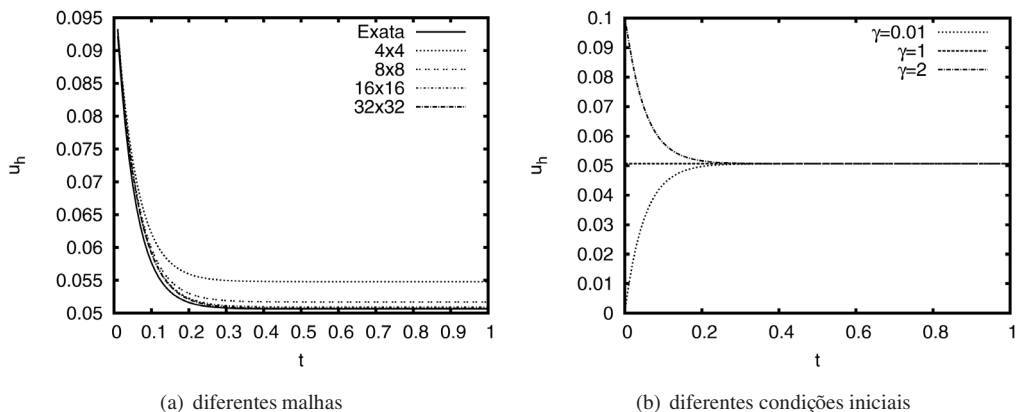 0.095
0.09
0.085
0.08
0.075
0.07
0.065
0.06
0.055
0.05
u_h
0 0.1 0.2 0.3 0.4 0.5 0.6 0.7 0.8 0.9 1
t
Exata
4x4
8x8
16x16
32x32
(a) diferentes malhas
0.1
0.09
0.08
0.07
0.06
0.05
0.04
0.03
0.02
0.01
0
u_h
0 0.2 0.4 0.6 0.8 1
t
γ=0.01
γ=1
γ=2
(b) diferentes condições iniciais